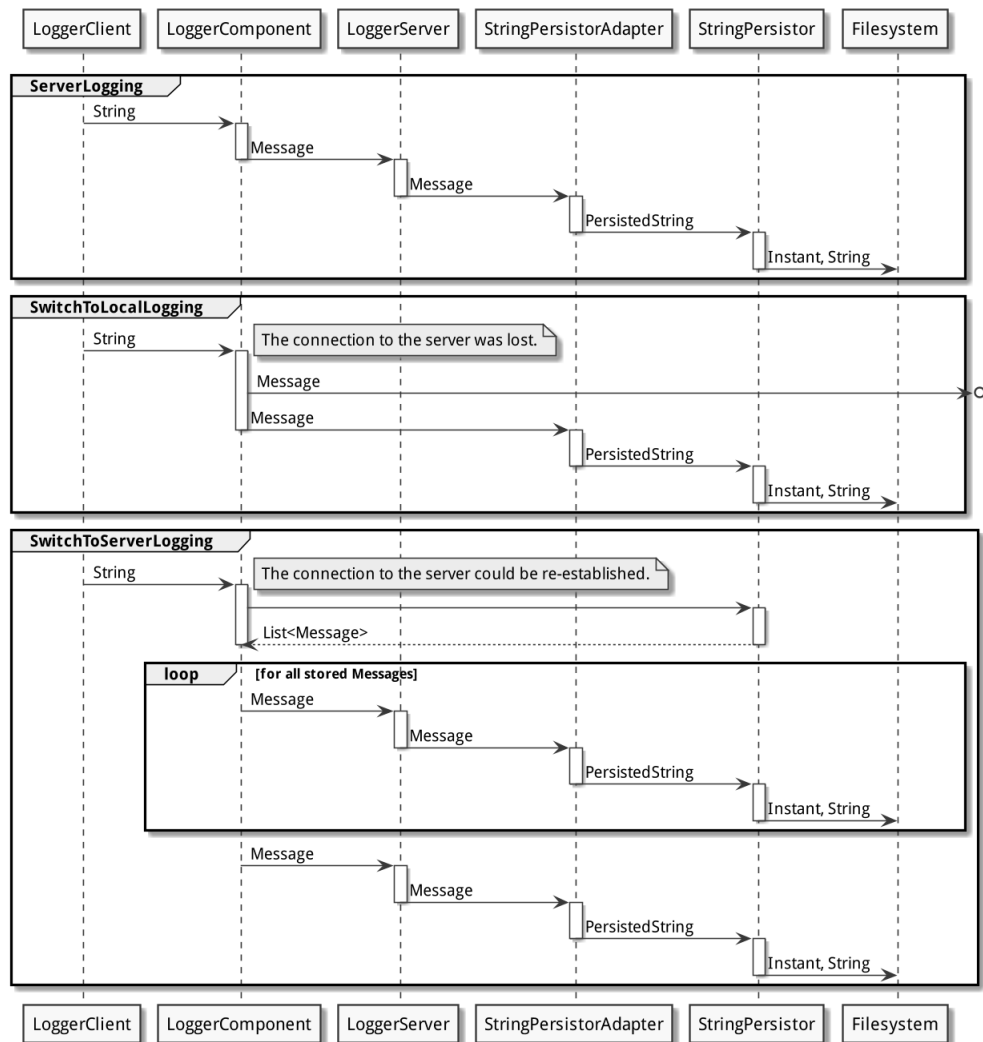 LoggerClient LoggerComponent LoggerServer StringPersistorAdapter StringPersistor Filesystem
ServerLogging
String
Message
Message
PersistedString
Instant, String
SwitchToLocalLogging
String
The connection to the server was lost.
Message
Message
PersistedString
Instant, String
SwitchToServerLogging
String
The connection to the server could be re-established.
List<Message>
loop [for all stored Messages]
Message
Message
PersistedString
Instant, String
Message
Message
PersistedString
Instant, String
LoggerClient LoggerComponent LoggerServer StringPersistorAdapter StringPersistor Filesystem